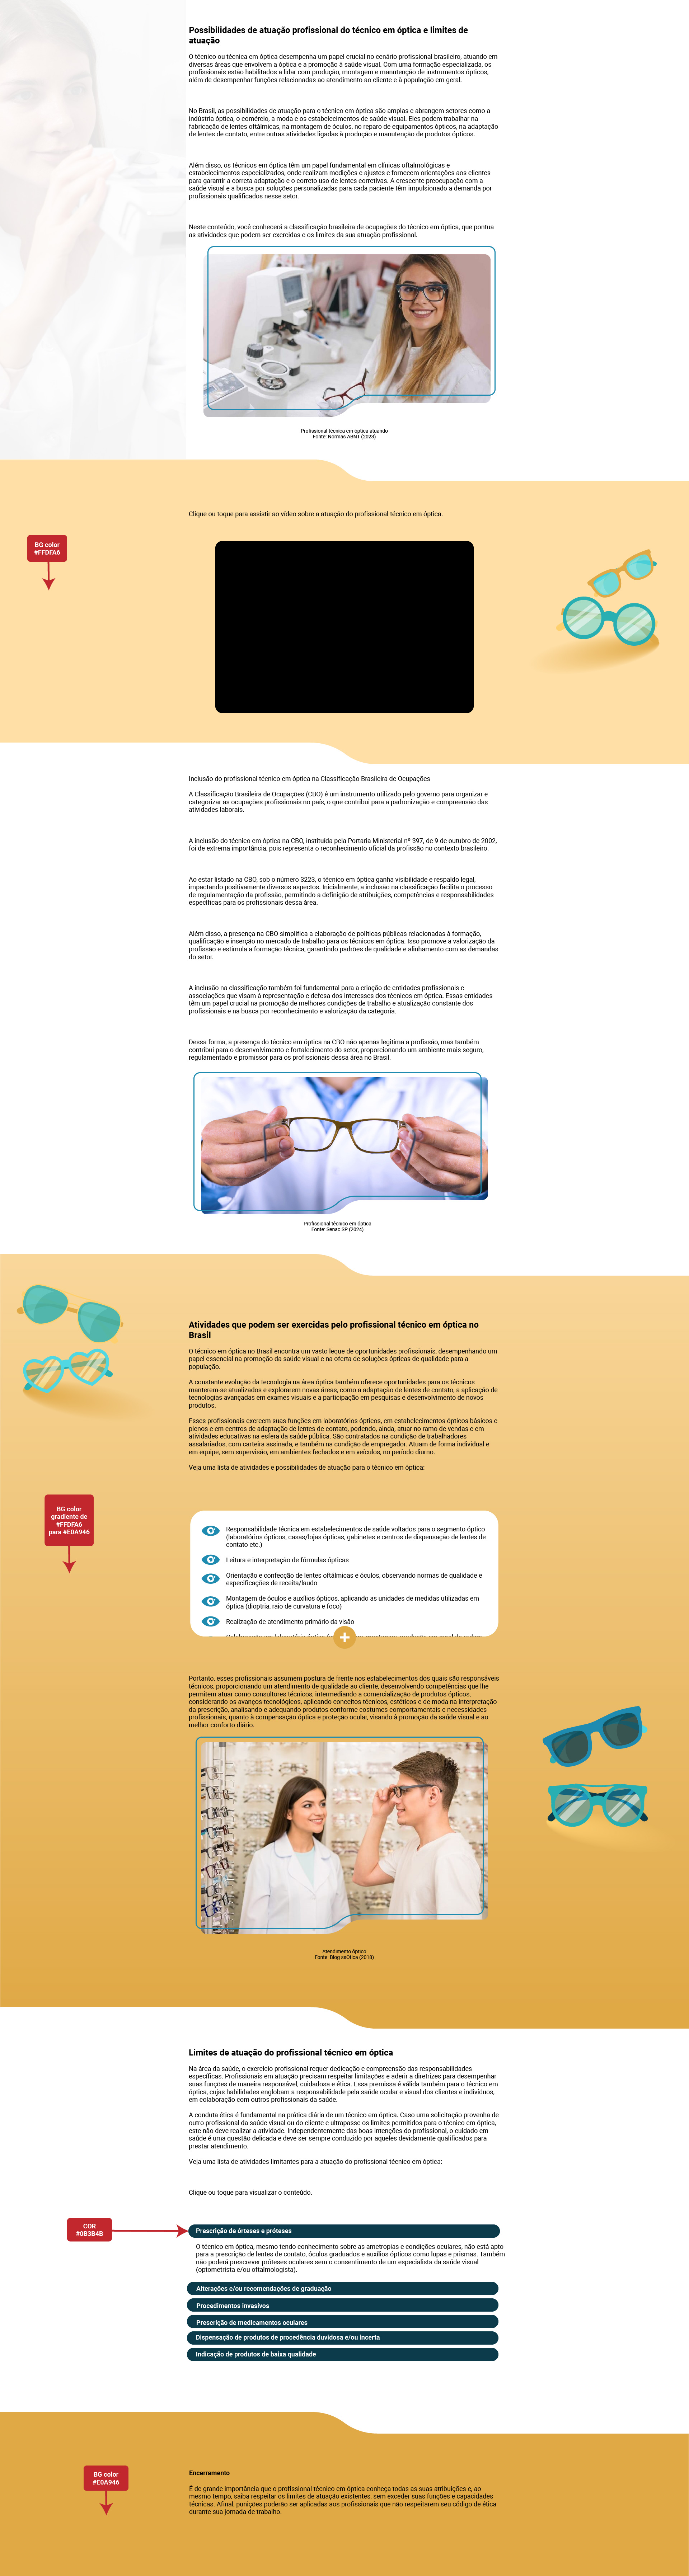 Possibilidades de atuação profissional do técnico em óptica e limites de
atuação
O técnico ou técnica em óptica desempenha um papel crucial no cenário profissional brasileiro, atuando em
diversas áreas que envolvem a óptica e a promoção à saúde visual. Com uma formação especializada, os
profissionais estão habilitados a lidar com produção, montagem e manutenção de instrumentos ópticos,
além de desempenhar funções relacionadas ao atendimento ao cliente e à população em geral.
No Brasil, as possibilidades de atuação para o técnico em óptica são amplas e abrangem setores como a
indústria óptica, o comércio, a moda e os estabelecimentos de saúde visual. Eles podem trabalhar na
fabricação de lentes oftálmicas, na montagem de óculos, no reparo de equipamentos ópticos, na adaptação
de lentes de contato, entre outras atividades ligadas à produção e manutenção de produtos ópticos.
Além disso, os técnicos em óptica têm um papel fundamental em clínicas oftalmológicas e
estabelecimentos especializados, onde realizam medições e ajustes e fornecem orientações aos clientes
para garantir a correta adaptação e o correto uso de lentes corretivas. A crescente preocupação com a
saúde visual e a busca por soluções personalizadas para cada paciente têm impulsionado a demanda por
profissionais qualificados nesse setor.
Neste conteúdo, você conhecerá a classificação brasileira de ocupações do técnico em óptica, que pontua
as atividades que podem ser exercidas e os limites da sua atuação profissional.
Profissional técnica em óptica atuando
Fonte: Normas ABNT (2023)
Clique ou toque para assistir ao vídeo sobre a atuação do profissional técnico em óptica.
BG color
#FFDFA6
Inclusão do profissional técnico em óptica na Classificação Brasileira de Ocupações
A Classificação Brasileira de Ocupações (CBO) é um instrumento utilizado pelo governo para organizar e
categorizar as ocupações profissionais no país, o que contribui para a padronização e compreensão das
atividades laborais.
A inclusão do técnico em óptica na CBO, instituída pela Portaria Ministerial nº 397, de 9 de outubro de 2002,
foi de extrema importância, pois representa o reconhecimento oficial da profissão no contexto brasileiro.
Ao estar listado na CBO, sob o número 3223, o técnico em óptica ganha visibilidade e respaldo legal,
impactando positivamente diversos aspectos. Inicialmente, a inclusão na classificação facilita o processo
de regulamentação da profissão, permitindo a definição de atribuições, competências e responsabilidades
específicas para os profissionais dessa área.
Além disso, a presença na CBO simplifica a elaboração de políticas públicas relacionadas à formação,
qualificação e inserção no mercado de trabalho para os técnicos em óptica. Isso promove a valorização da
profissão e estimula a formação técnica, garantindo padrões de qualidade e alinhamento com as demandas
do setor.
A inclusão na classificação também foi fundamental para a criação de entidades profissionais e
associações que visam à representação e defesa dos interesses dos técnicos em óptica. Essas entidades
têm um papel crucial na promoção de melhores condições de trabalho e atualização constante dos
profissionais e na busca por reconhecimento e valorização da categoria.
Dessa forma, a presença do técnico em óptica na CBO não apenas legitima a profissão, mas também
contribui para o desenvolvimento e fortalecimento do setor, proporcionando um ambiente mais seguro,
regulamentado e promissor para os profissionais dessa área no Brasil.
Profissional técnico em óptica
Fonte: Senac SP (2024)
Atividades que podem ser exercidas pelo profissional técnico em óptica no
Brasil
O técnico em óptica no Brasil encontra um vasto leque de oportunidades profissionais, desempenhando um
papel essencial na promoção da saúde visual e na oferta de soluções ópticas de qualidade para a
população.
A constante evolução da tecnologia na área óptica também oferece oportunidades para os técnicos
manterem-se atualizados e explorarem novas áreas, como a adaptação de lentes de contato, a aplicação de
tecnologias avançadas em exames visuais e a participação em pesquisas e desenvolvimento de novos
produtos.
Esses profissionais exercem suas funções em laboratórios ópticos, em estabelecimentos ópticos básicos e
plenos e em centros de adaptação de lentes de contato, podendo, ainda, atuar no ramo de vendas e em
atividades educativas na esfera da saúde pública. São contratados na condição de trabalhadores
assalariados, com carteira assinada, e também na condição de empregador. Atuam de forma individual e
em equipe, sem supervisão, em ambientes fechados e em veículos, no período diurno.
Veja uma lista de atividades e possibilidades de atuação para o técnico em óptica:
BG color
gradiente de
#FFDFA6
para #E0A946
Responsabilidade técnica em estabelecimentos de saúde voltados para o segmento óptico
(laboratórios ópticos, casas/lojas ópticas, gabinetes e centros de dispensação de lentes de
contato etc.)
Leitura e interpretação de fórmulas ópticas
Orientação e confecção de lentes oftálmicas e óculos, observando normas de qualidade e
especificações de receita/laudo
Montagem de óculos e auxílios ópticos, aplicando as unidades de medidas utilizadas em
óptica (dioptria, raio de curvatura e foco)
Realização de atendimento primário da visão
+
Portanto, esses profissionais assumem postura de frente nos estabelecimentos dos quais são responsáveis
técnicos, proporcionando um atendimento de qualidade ao cliente, desenvolvendo competências que lhe
permitem atuar como consultores técnicos, intermediando a comercialização de produtos ópticos,
considerando os avanços tecnológicos, aplicando conceitos técnicos, estéticos e de moda na interpretação
da prescrição, analisando e adequando produtos conforme costumes comportamentais e necessidades
profissionais, quanto à compensação óptica e proteção ocular, visando à promoção da saúde visual e ao
melhor conforto diário.
Atendimento óptico
Fonte: Blog seOtica (2018)
Limites de atuação do profissional técnico em óptica
Na área da saúde, o exercício profissional requer dedicação e compreensão das responsabilidades
específicas. Profissionais em atuação precisam respeitar limitações e aderir a diretrizes para desempenhar
suas funções de maneira responsável, cuidadosa e ética. Essa premissa é válida também para o técnico em
óptica, cujas habilidades englobam a responsabilidade pela saúde ocular e visual dos clientes e indivíduos,
em colaboração com outros profissionais da saúde.
A conduta ética é fundamental na prática diária de um técnico em óptica. Caso uma solicitação provenha de
outro profissional da saúde visual ou do cliente e ultrapasse os limites permitidos para o técnico em óptica,
este não deve realizar a atividade. Independentemente das boas intenções do profissional, o cuidado em
saúde é uma questão delicada e deve ser sempre conduzido por aqueles devidamente qualificados para
prestar atendimento.
Veja uma lista de atividades limitantes para a atuação do profissional técnico em óptica:
Clique ou toque para visualizar o conteúdo.
COR
#0B3B4B
Prescrição de órteses e próteses
O técnico em óptica, mesmo tendo conhecimento sobre as ametropias e condições oculares, não está apto
para a prescrição de lentes de contato, óculos graduados e auxílios ópticos como lupas e prismas. Também
não poderá prescrever próteses oculares sem o consentimento de um especialista da saúde visual
(optometrista e/ou oftalmologista).
Alterações e/ou recomendações de graduação
Procedimentos invasivos
Prescrição de medicamentos oculares
Dispensação de produtos de procedência duvidosa e/ou incerta
Indicação de produtos de baixa qualidade
BG color
#E0A946
Encerramento
É de grande importância que o profissional técnico em óptica conheça todas as suas atribuições e, ao
mesmo tempo, saiba respeitar os limites de atuação existentes, sem exceder suas funções e capacidades
técnicas. Afinal, punições poderão ser aplicadas aos profissionais que não respeitarem seu código de ética
durante sua jornada de trabalho.